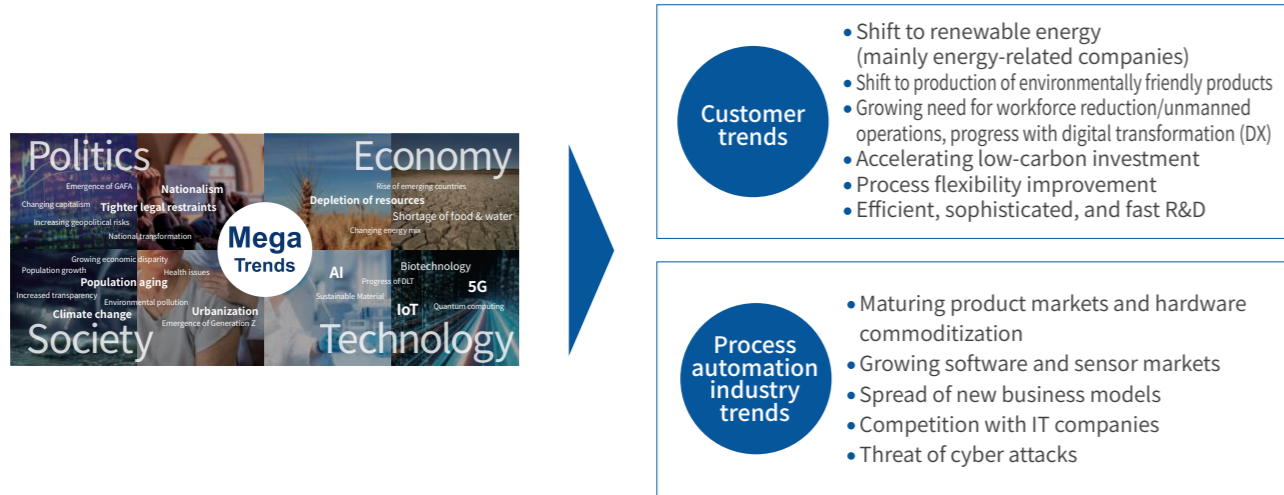 Politics
Emergence of GAFA
Nationalism
Changing capitalism
Tighter legal restraints
Increasing geopolitical risks
National transformation
Economy
Rise of emerging countries
Depletion of resources
Shortage of food & water
Changing energy mix
Mega
Trends
Growing economic disparity
Population growth
Health issues
Population aging
Increased transparency
Environmental pollution
Climate change
Urbanization
Emergence of Generation Z
Society
AI
Biotechnology
Progress of DLT
5G
Sustainable Material
IoT
Quantum computing
Technology
Customer
trends
• Shift to renewable energy
(mainly energy-related companies)
• Shift to production of environmentally friendly products
• Growing need for workforce reduction/unmanned
operations, progress with digital transformation (DX)
• Accelerating low-carbon investment
• Process flexibility improvement
• Efficient, sophisticated, and fast R&D
Process
automation
industry
trends
• Maturing product markets and hardware
commoditization
• Growing software and sensor markets
• Spread of new business models
• Competition with IT companies
• Threat of cyber attacks